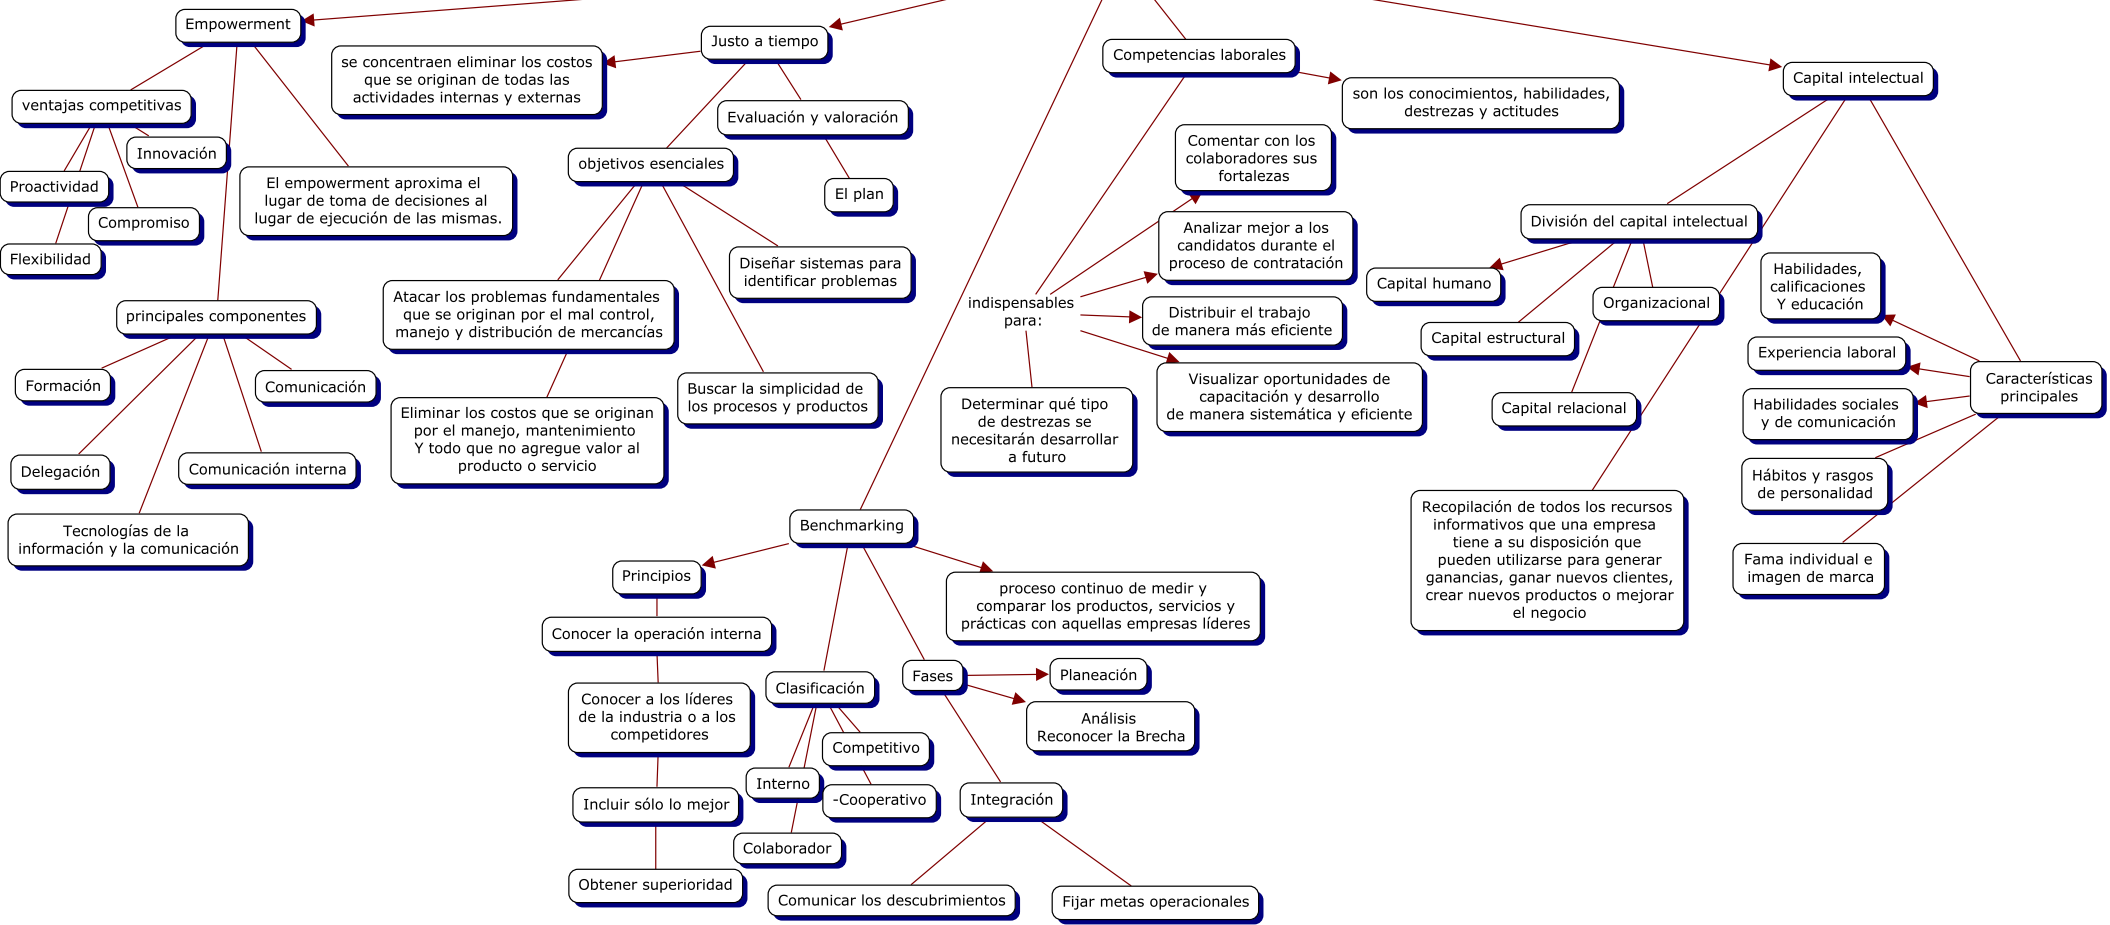 Empowerment
ventajas competitivas
Innovación
Proactividad
Compromiso
Flexibilidad
El empowerment aproxima el
lugar de toma de decisiones al
lugar de ejecución de las mismas.
principales componentes
Formación
Comunicación
Delegación
Comunicación interna
Tecnologías de la
información y la comunicación
Justo a tiempo
se concentraen eliminar los costos
que se originan de todas las
actividades internas y externas
Evaluación y valoración
El plan
objetivos esenciales
Diseñar sistemas para
identificar problemas
Atacar los problemas fundamentales
que se originan por el mal control,
manejo y distribución de mercancías
Buscar la simplicidad de
los procesos y productos
Eliminar los costos que se originan
por el manejo, mantenimiento
Y todo que no agregue valor al
producto o servicio
Competencias laborales
son los conocimientos, habilidades,
destrezas y actitudes
Comentar con los
colaboradores sus
fortalezas
Analizar mejor a los
candidatos durante el
proceso de contratación
indispensables
para:
Distribuir el trabajo
de manera más eficiente
Visualizar oportunidades de
capacitación y desarrollo
de manera sistemática y eficiente
Determinar qué tipo
de destrezas se
necesitarán desarrollar
a futuro
Capital intelectual
División del capital intelectual
Capital humano
Organizacional
Capital estructural
Capital relacional
Habilidades,
calificaciones
Y educación
Experiencia laboral
Características
principales
Habilidades sociales
y de comunicación
Hábitos y rasgos
de personalidad
Fama individual e
imagen de marca
Recopilación de todos los recursos
informativos que una empresa
tiene a su disposición que
pueden utilizarse para generar
ganancias, ganar nuevos clientes,
crear nuevos productos o mejorar
el negocio
Benchmarking
Principios
proceso continuo de medir y
comparar los productos, servicios y
prácticas con aquellas empresas líderes
Conocer la operación interna
Conocer a los líderes
de la industria o a los
competidores
Incluir sólo lo mejor
Obtener superioridad
Clasificación
Competitivo
Interno
-Cooperativo
Colaborador
Fases
Planeación
Análisis
Reconocer la Brecha
Integración
Comunicar los descubrimientos
Fijar metas operacionales